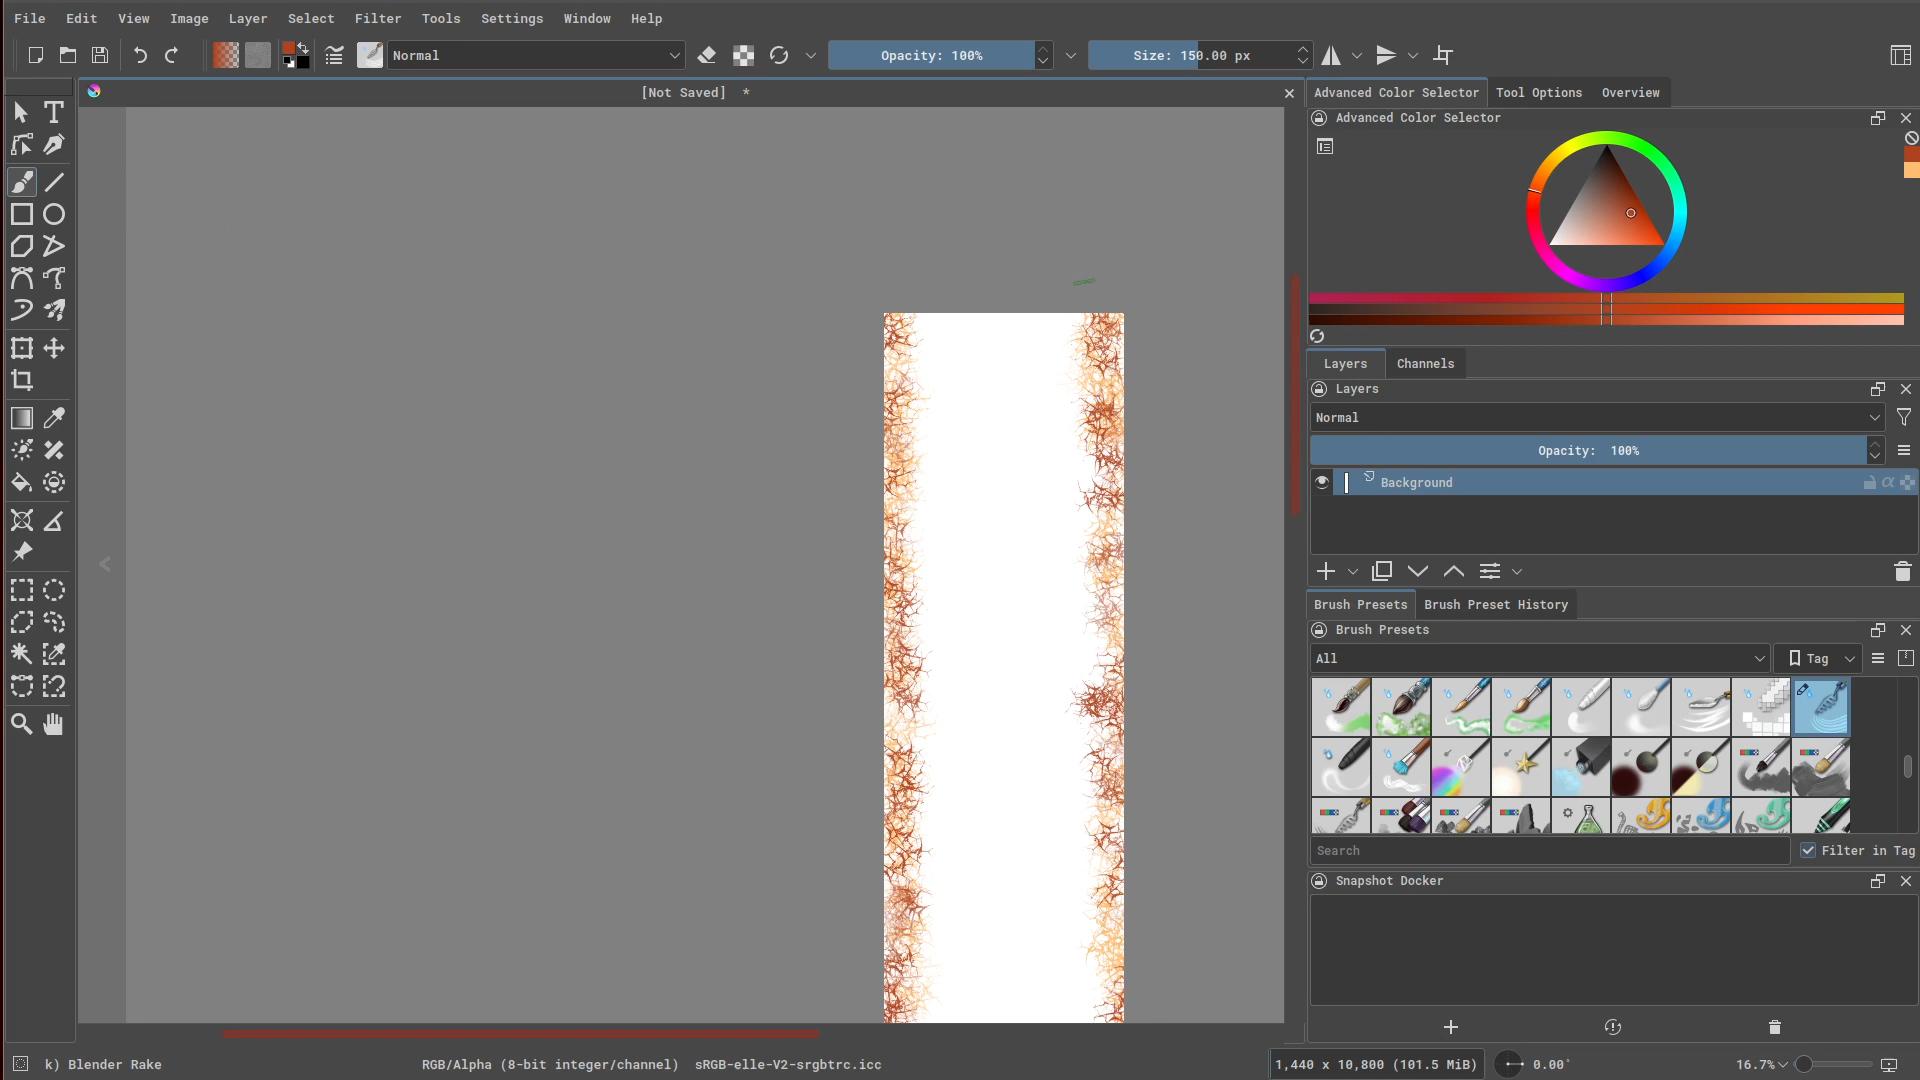 File Edit View Image Layer Select Filter Tools Settings Window Help
Normal
Opacity: 100%
Size: 150.00 px
[Not Saved] *
Advanced Color Selector Tool Options Overview
Advanced Color Selector
Layers Channels
Layers
Normal
Opacity: 100%
Background
Brush Presets Brush Preset History
Brush Presets
All
Tag
Search
Filter in Tag
Snapshot Docker
k) Blender Rake
RGB/Alpha (8-bit integer/channel) sRGB-elle-V2-srgbtrc.icc
1,440 x 10,800 (101.5 MiB)
0.00°
16.7%